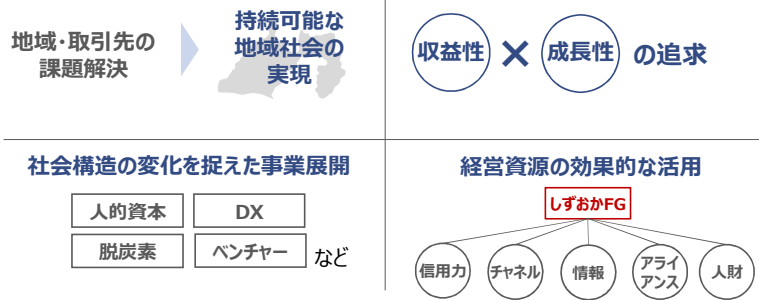 地域･取引先の
課題解決
持続可能な
地域社会の
実現
収益性 × 成長性 の追求
社会構造の変化を捉えた事業展開
人的資本 DX
脱炭素 ベンチャー など
経営資源の効果的な活用
しずおかFG
信用力 チャネル 情報 アライ
アンス 人財